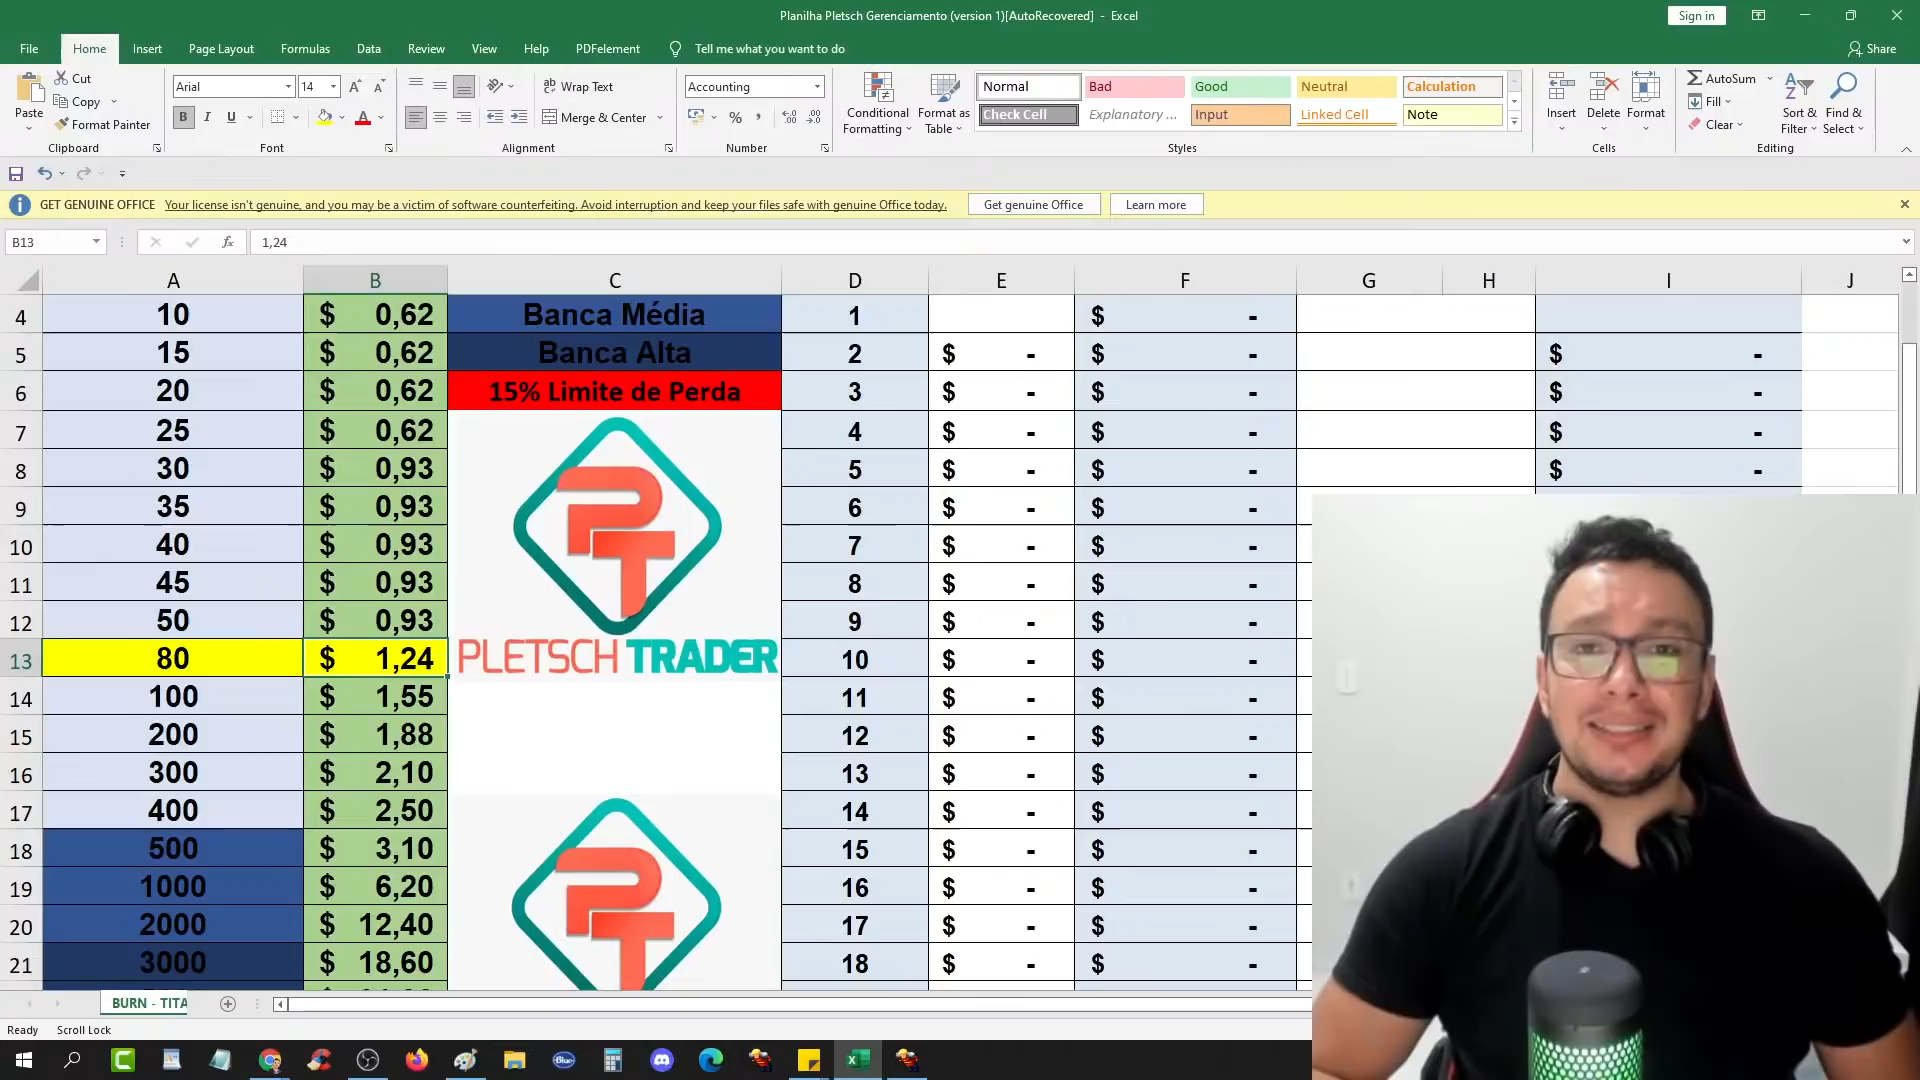 Planilha Pletsch Gerenciamento (version 1)[AutoRecovered] - Excel
Sign in
File Home Insert Page Layout Formulas Data Review View Help PDFelement Tell me what you want to do Share
Paste
Cut
Copy
Format Painter
Clipboard
Arial 14
B I U
Font
Wrap Text
Merge & Center
Alignment
Accounting
Number
Conditional Formatting
Format as Table
Normal Bad Good Neutral Calculation
Check Cell Explanatory ... Input Linked Cell Note
Styles
Insert Delete Format
Cells
AutoSum
Fill
Clear
Sort & Filter
Find & Select
Editing
GET GENUINE OFFICE Your license isn't genuine, and you may be a victim of software counterfeiting. Avoid interruption and keep your files safe with genuine Office today. Get genuine Office Learn more
B13 fx 1,24
A B C D E F G H I J
4 10 $ 0,62 Banca Média 1 $ -
5 15 $ 0,62 Banca Alta 2 $ - $ - $ -
6 20 $ 0,62 15% Limite de Perda 3 $ - $ - $ -
7 25 $ 0,62 4 $ - $ - $ -
8 30 $ 0,93 5 $ - $ - $ -
9 35 $ 0,93 6 $ - $ -
10 40 $ 0,93 7 $ - $ -
11 45 $ 0,93 8 $ - $ -
12 50 $ 0,93 9 $ - $ -
13 80 $ 1,24 PLETSCH TRADER 10 $ - $ -
14 100 $ 1,55 11 $ - $ -
15 200 $ 1,88 12 $ - $ -
16 300 $ 2,10 13 $ - $ -
17 400 $ 2,50 14 $ - $ -
18 500 $ 3,10 15 $ - $ -
19 1000 $ 6,20 16 $ - $ -
20 2000 $ 12,40 17 $ - $ -
21 3000 $ 18,60 18 $ - $ -
BURN - TITA
Ready Scroll Lock